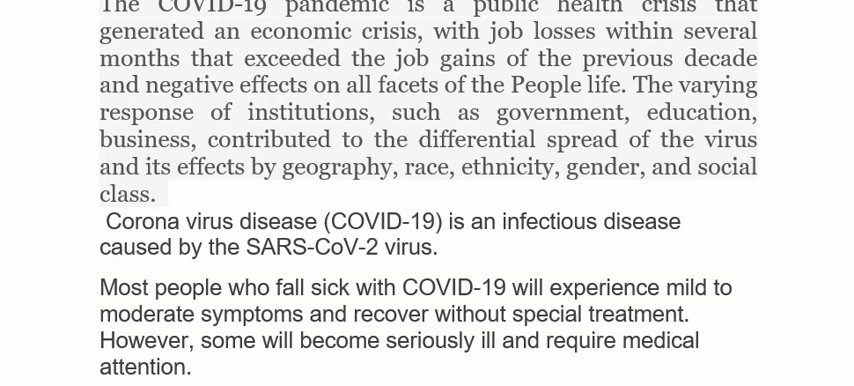 The COVID-19 pandemic is a public health crisis that
generated an economic crisis, with job losses within several
months that exceeded the job gains of the previous decade
and negative effects on all facets of the People life. The varying
response of institutions, such as government, education,
business, contributed to the differential spread of the virus
and its effects by geography, race, ethnicity, gender, and social
class.
Corona virus disease (COVID-19) is an infectious disease
caused by the SARS-CoV-2 virus.
Most people who fall sick with COVID-19 will experience mild to
moderate symptoms and recover without special treatment.
However, some will become seriously ill and require medical
attention.